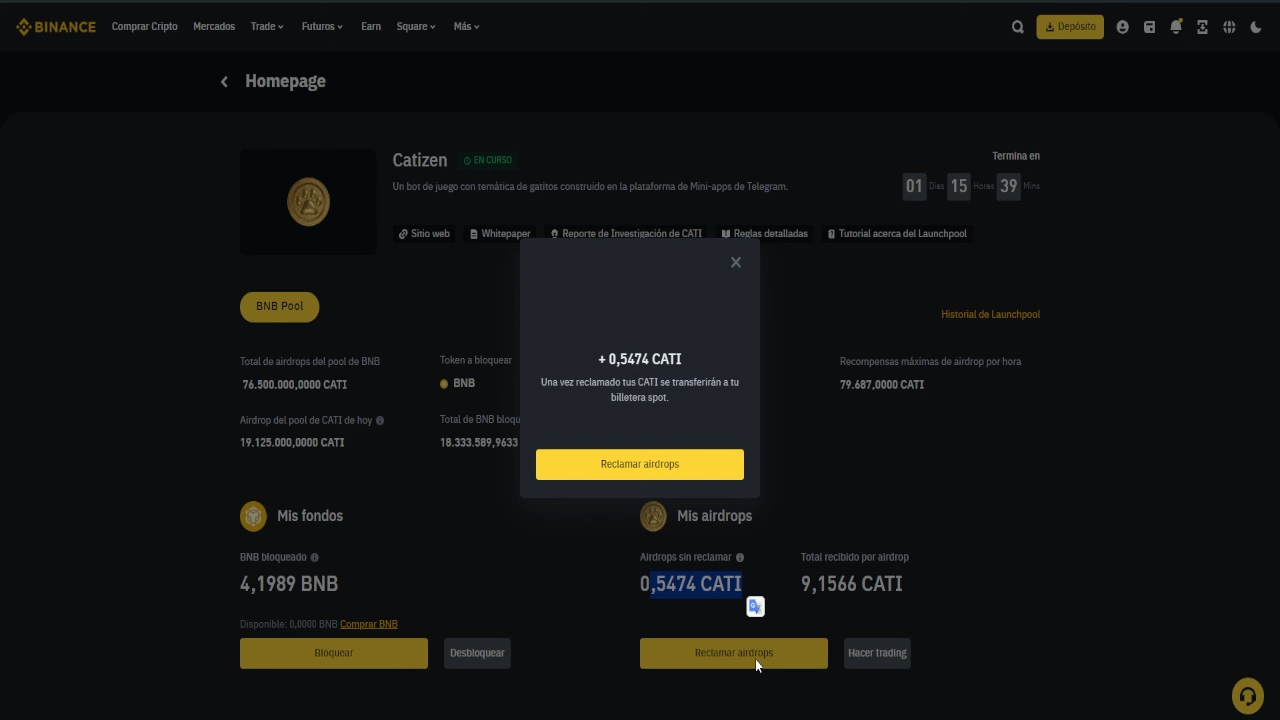 BINANCE Comprar Cripto Mercados Trade Futuros Earn Square Más Depósito
Homepage
Catizen EN CURSO
Termina en
Un bot de juego con temática de gatitos construido en la plataforma de Mini-apps de Telegram.
01 Días 15 Horas 39 Mins
Sitio web Whitepaper Reporte de Investigación de CATI Reglas detalladas Tutorial acerca del Launchpool
BNB Pool
Historial de Launchpool
Total de airdrops del pool de BNB
Token a bloquear
Recompensas máximas de airdrop por hora
76.500.000,0000 CATI
BNB
79.687,0000 CATI
Airdrop del pool de CATI de hoy
Total de BNB bloqu
19.125.000,0000 CATI
18.333.589,9633
+ 0,5474 CATI
Una vez reclamado tus CATI se transferirán a tu
billetera spot.
Reclamar airdrops
Mis fondos
BNB bloqueado
4,1989 BNB
Disponible: 0,0000 BNB Comprar BNB
Bloquear Desbloquear
Mis airdrops
Airdrops sin reclamar
0,5474 CATI
Total recibido por airdrop
9,1566 CATI
Reclamar airdrops Hacer trading